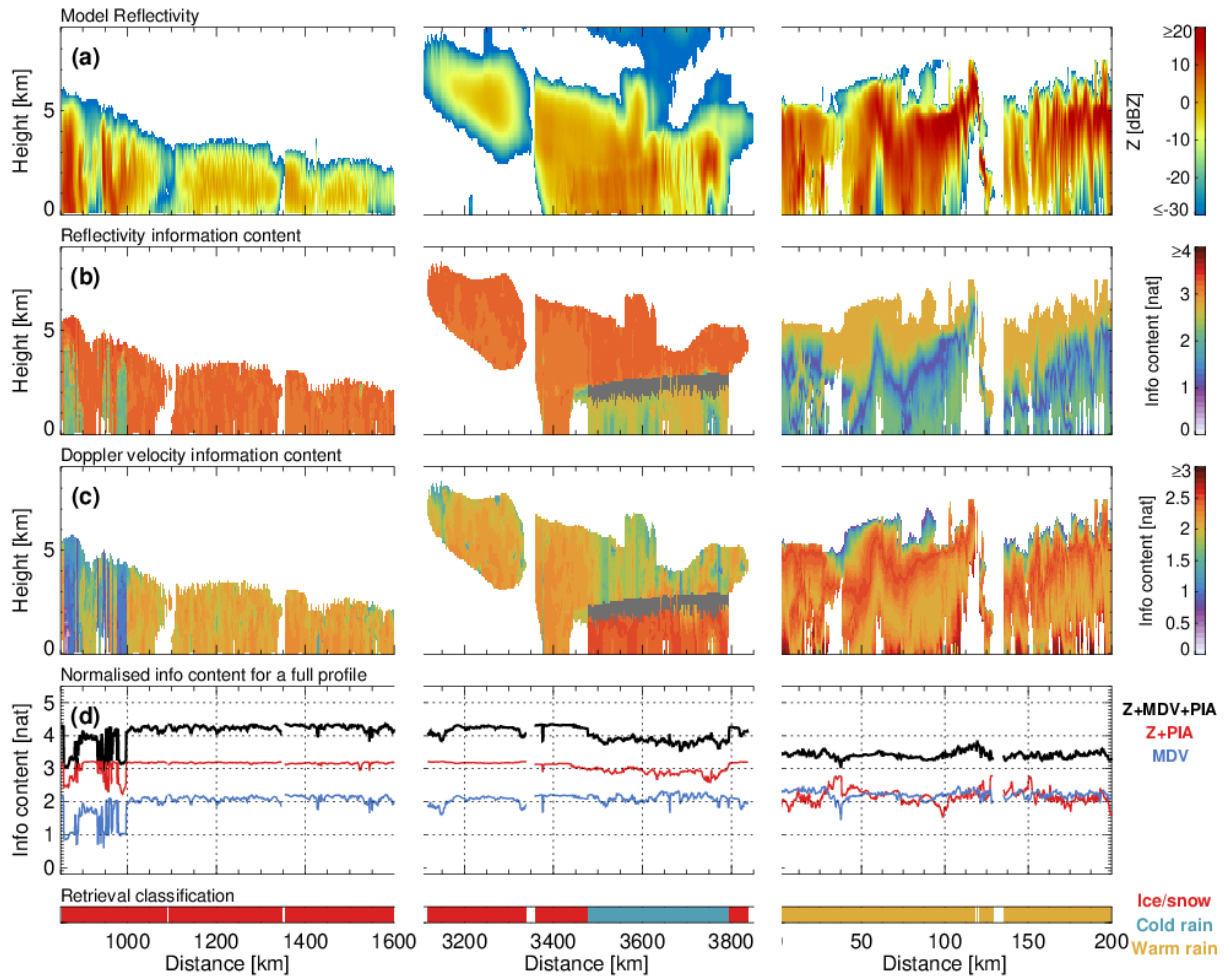 Model Reflectivity
(a)
Height [km]
5
0
≥20
10
0
-10
-20
≤-30
Z [dBZ]
Reflectivity information content
(b)
Height [km]
5
0
≥4
3
2
1
0
Info content [nat]
Doppler velocity information content
(c)
Height [km]
5
0
≥3
2.5
2
1.5
1
0.5
0
Info content [nat]
Normalised info content for a full profile
(d)
Info content [nat]
5
4
3
2
1
0
Z+MDV+PIA
Z+PIA
MDV
Retrieval classification
Ice/snow
Cold rain
Warm rain
1000 1200 1400 1600
3200 3400 3600 3800
50 100 150 200
Distance [km]
Distance [km]
Distance [km]